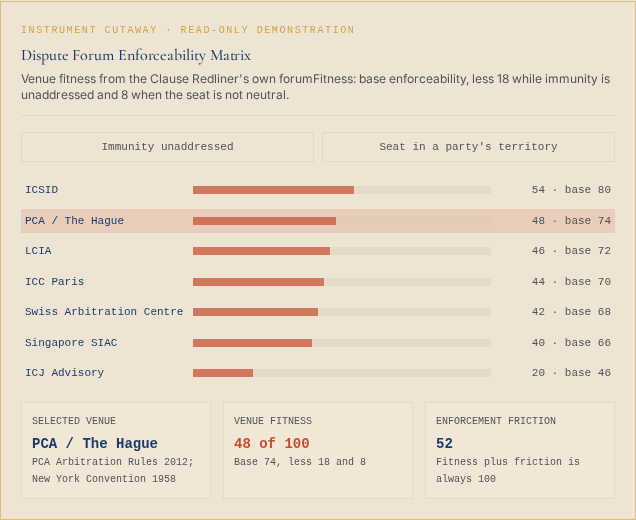 INSTRUMENT CUTAWAY · READ-ONLY DEMONSTRATION
Dispute Forum Enforceability Matrix
Venue fitness from the Clause Redliner's own forumFitness: base enforceability, less 18 while immunity is
unaddressed and 8 when the seat is not neutral.
Immunity unaddressed
Seat in a party's territory
ICSID 54 · base 80
PCA / The Hague 48 · base 74
LCIA 46 · base 72
ICC Paris 44 · base 70
Swiss Arbitration Centre 42 · base 68
Singapore SIAC 40 · base 66
ICJ Advisory 20 · base 46
SELECTED VENUE
PCA / The Hague
PCA Arbitration Rules 2012;
New York Convention 1958
VENUE FITNESS
48 of 100
Base 74, less 18 and 8
ENFORCEMENT FRICTION
52
Fitness plus friction is
always 100